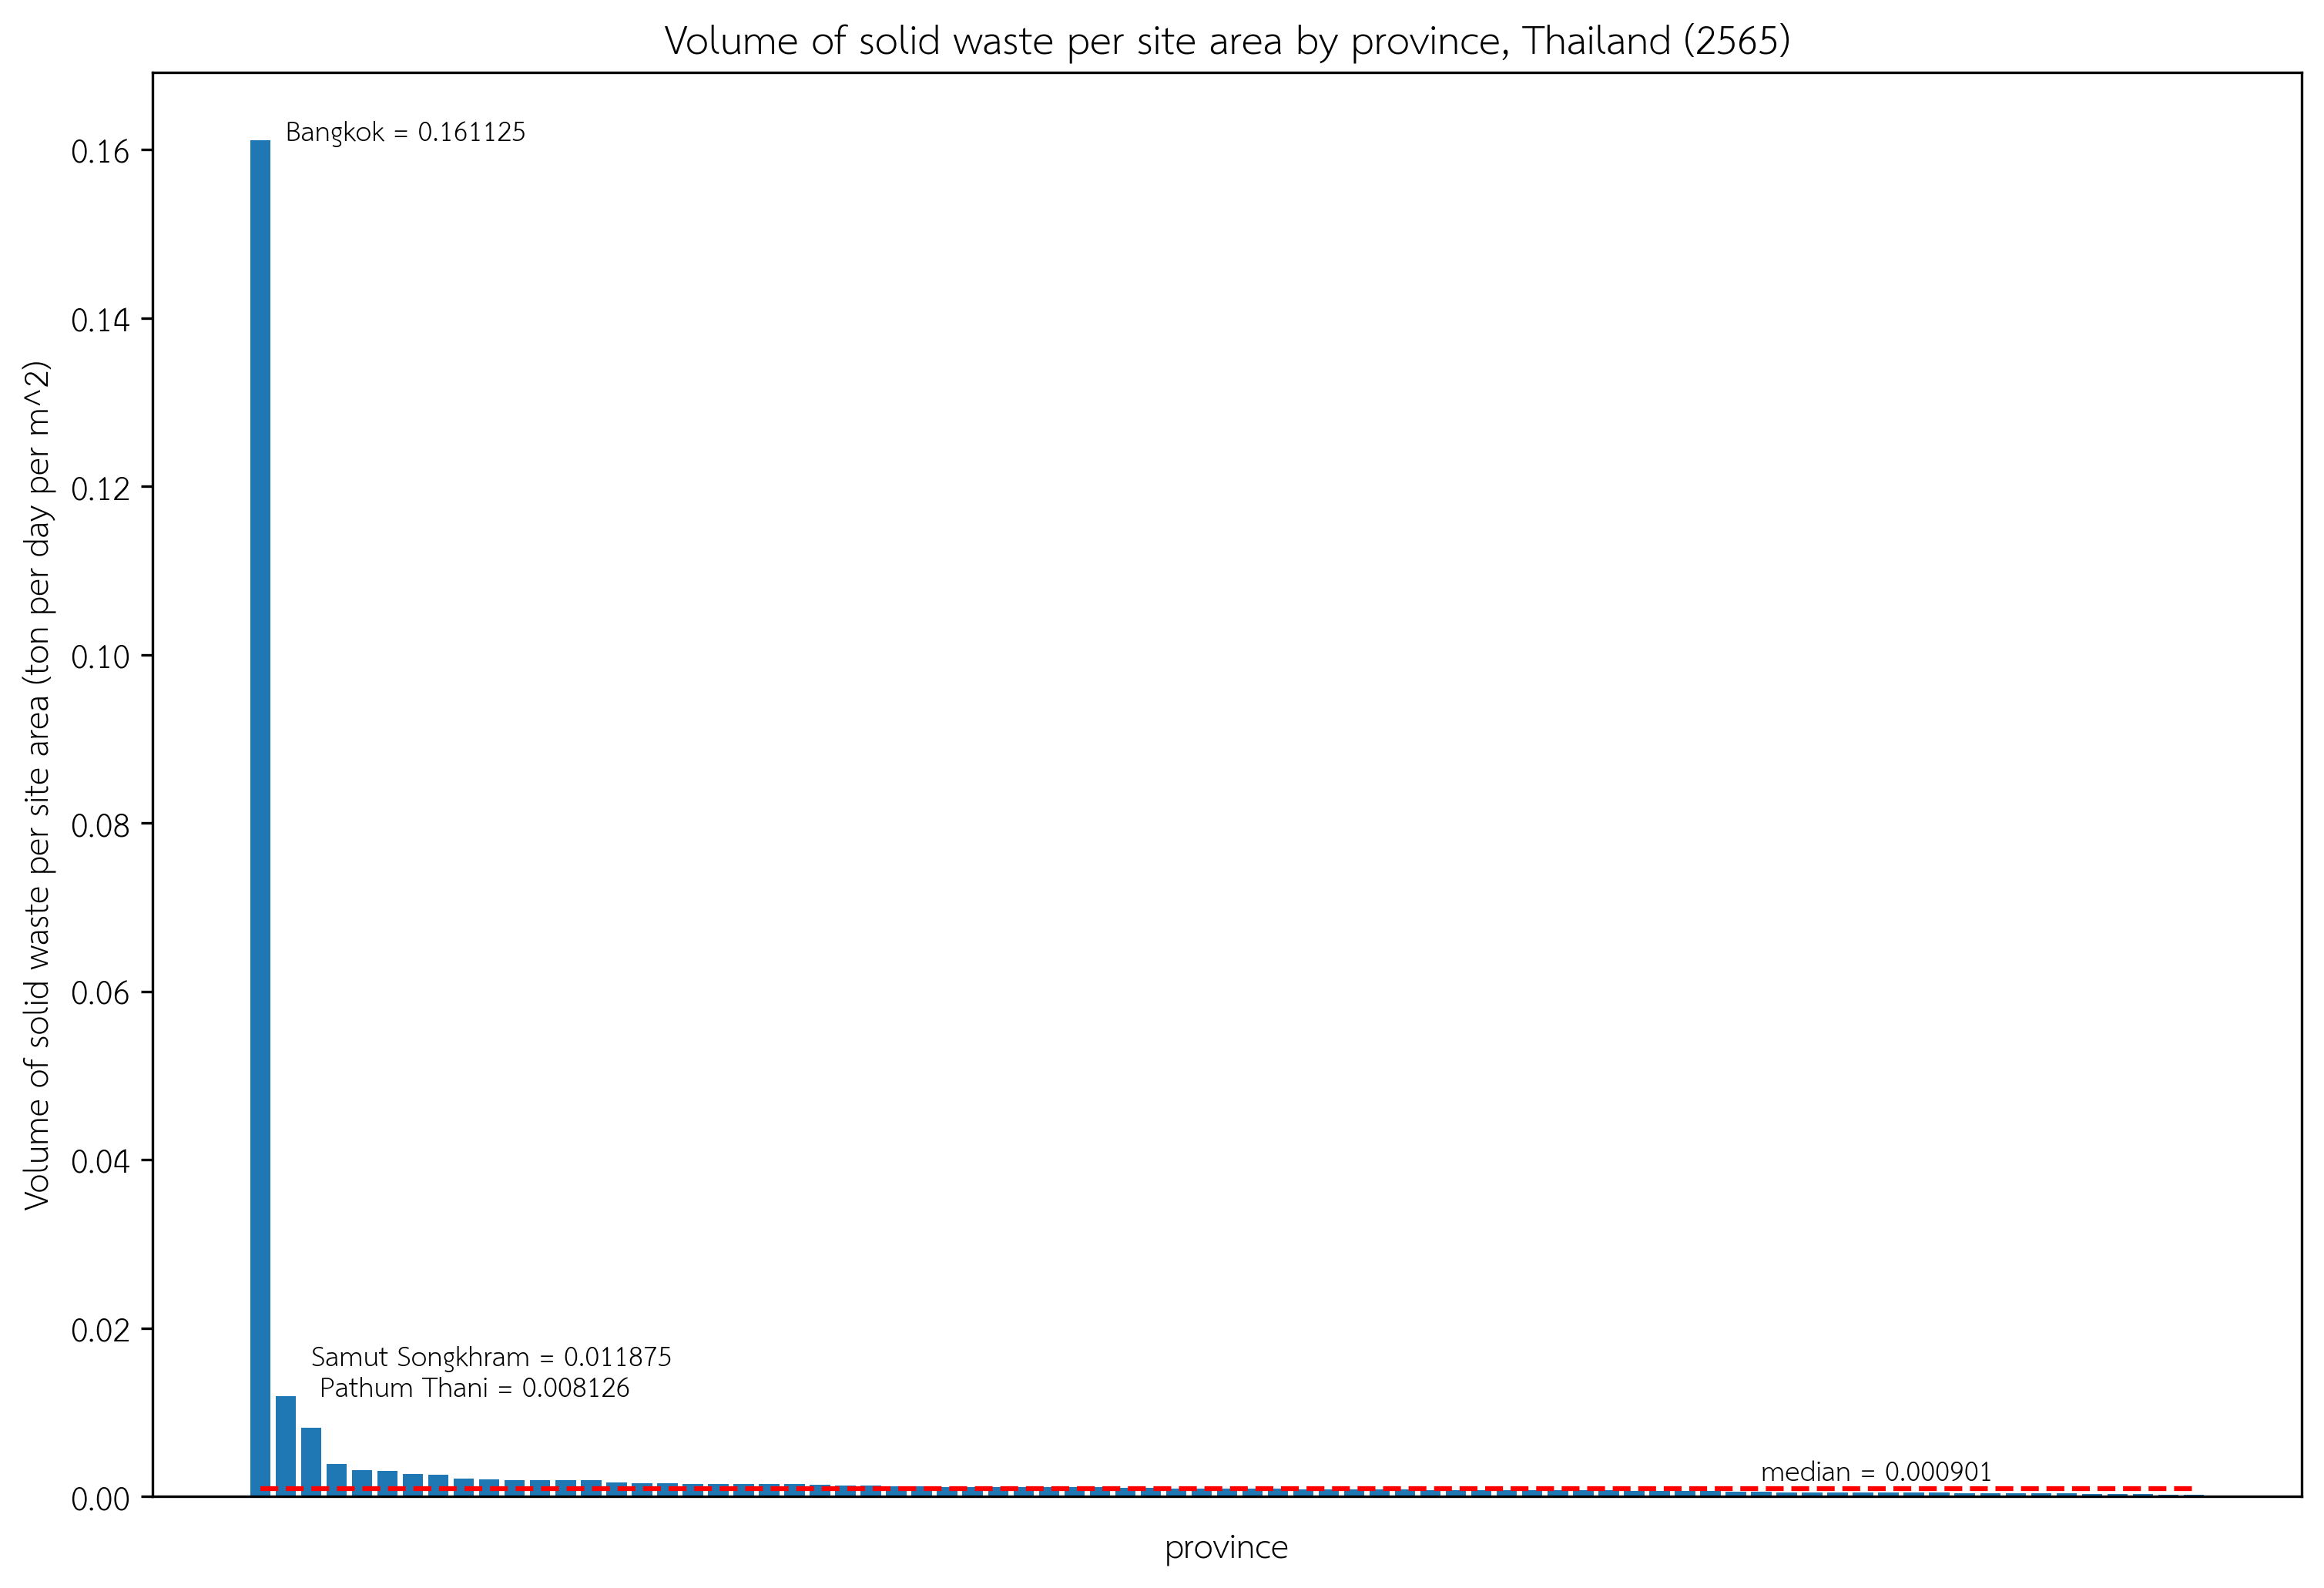 Volume of solid waste per site area by province, Thailand (2565)
Volume of solid waste per site area (ton per day per m^2)
0.16
0.14
0.12
0.10
0.08
0.06
0.04
0.02
0.00
Bangkok = 0.161125
Samut Songkhram = 0.011875
Pathum Thani = 0.008126
median = 0.000901
province